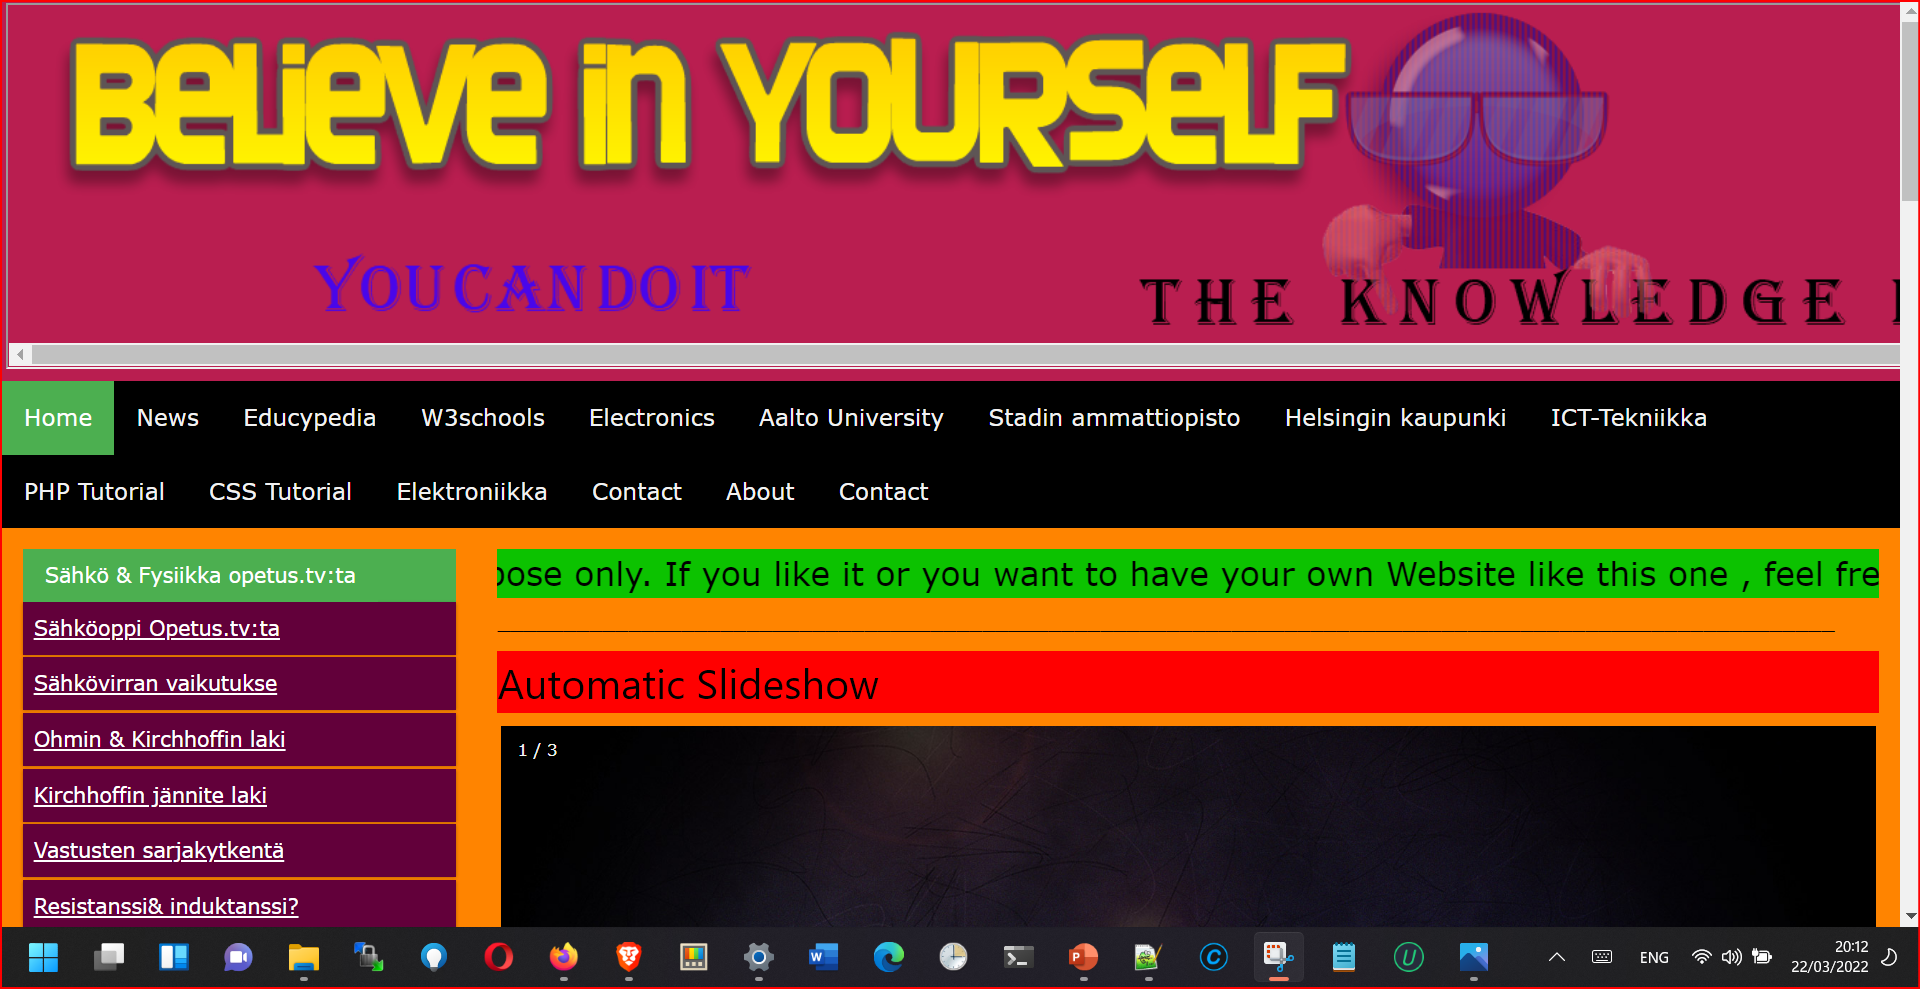 Believe in YOURSELF
YOUCANDOIT
THE KNOWLEDGE
Home News Educypedia W3schools Electronics Aalto University Stadin ammattiopisto Helsingin kaupunki ICT-Tekniikka
PHP Tutorial CSS Tutorial Elektroniikka Contact About Contact
Sähkö & Fysiikka opetus.tv:ta
Sähköoppi Opetus.tv:ta
Sähkövirran vaikutukse
Ohmin & Kirchhoffin laki
Kirchhoffin jännite laki
Vastusten sarjakytkentä
Resistanssi& induktanssi?
pose only. If you like it or you want to have your own Website like this one , feel fre
Automatic Slideshow
1 / 3
ENG
20:12
22/03/2022